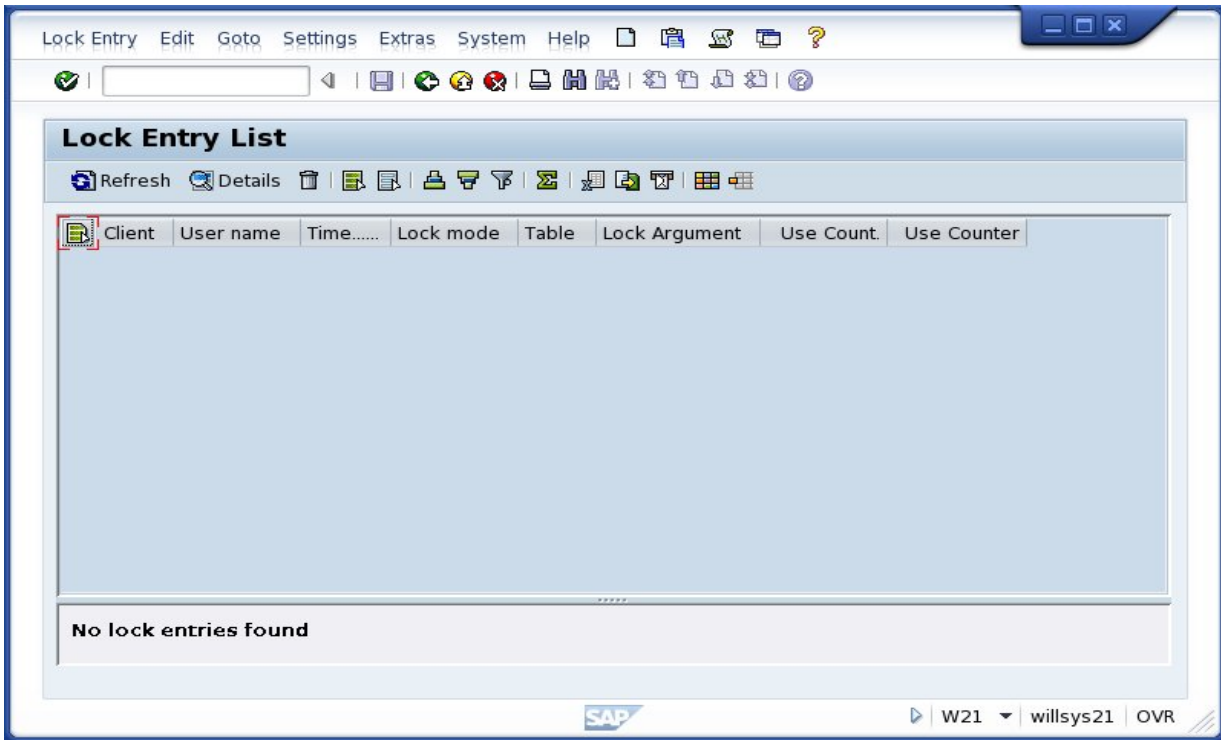 Lock Entry Edit Goto Settings Extras System Help
Lock Entry List
Refresh Details
Client User name Time...... Lock mode Table Lock Argument Use Count. Use Counter
No lock entries found
SAP W21 willsys21 OVR